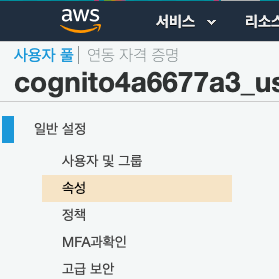 aws
서비스
리소스
사용자 풀 | 연동 자격 증명
cognito4a6677a3_us
일반 설정
사용자 및 그룹
속성
정책
MFA과확인
고급 보안